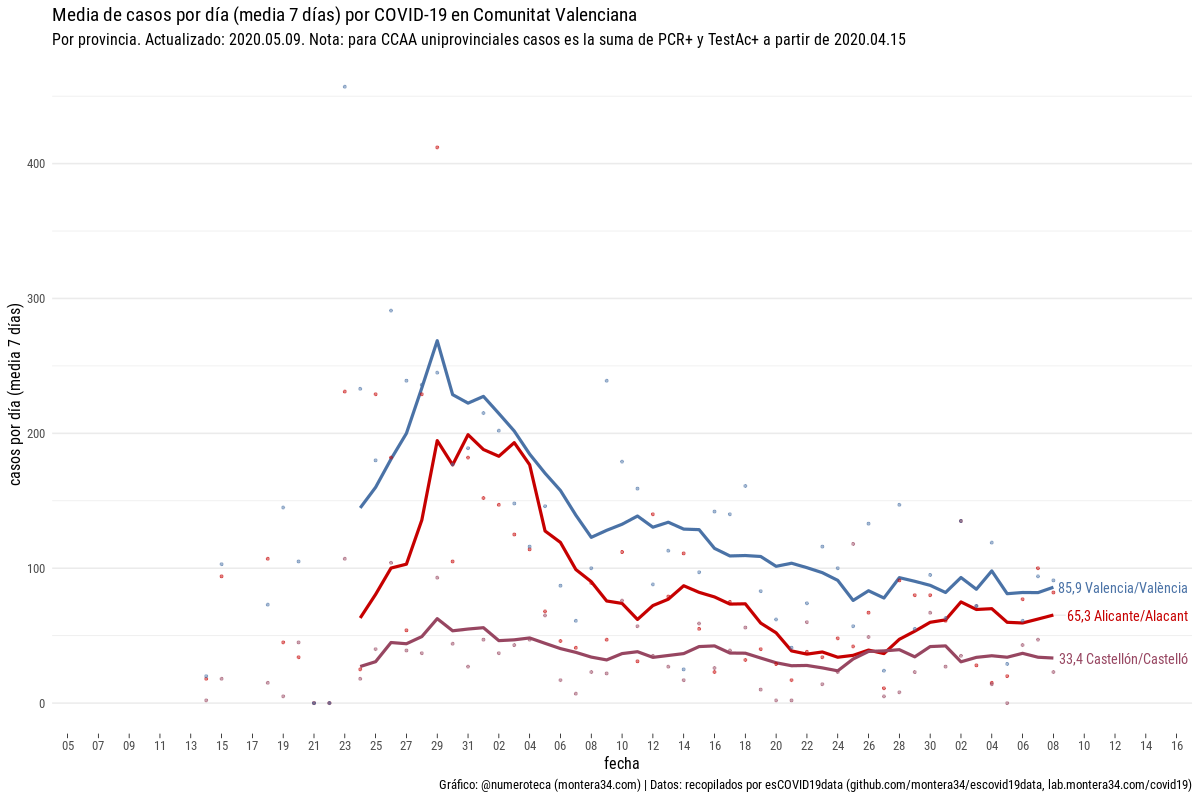 Media de casos por día (media 7 días) por COVID-19 en Comunitat Valenciana
Por provincia. Actualizado: 2020.05.09. Nota: para CCAA uniprovinciales casos es la suma de PCR+ y TestAc+ a partir de 2020.04.15
casos por día (media 7 días)
400
300
200
100
0
85,9 Valencia/València
65,3 Alicante/Alacant
33,4 Castellón/Castelló
05 07 09 11 13 15 17 19 21 23 25 27 29 31 02 04 06 08 10 12 14 16 18 20 22 24 26 28 30 02 04 06 08 10 12 14 16
fecha
Gráfico: @numeroteca (montera34.com) | Datos: recopilados por esCOVID19data (github.com/montera34/escovid19data, lab.montera34.com/covid19)